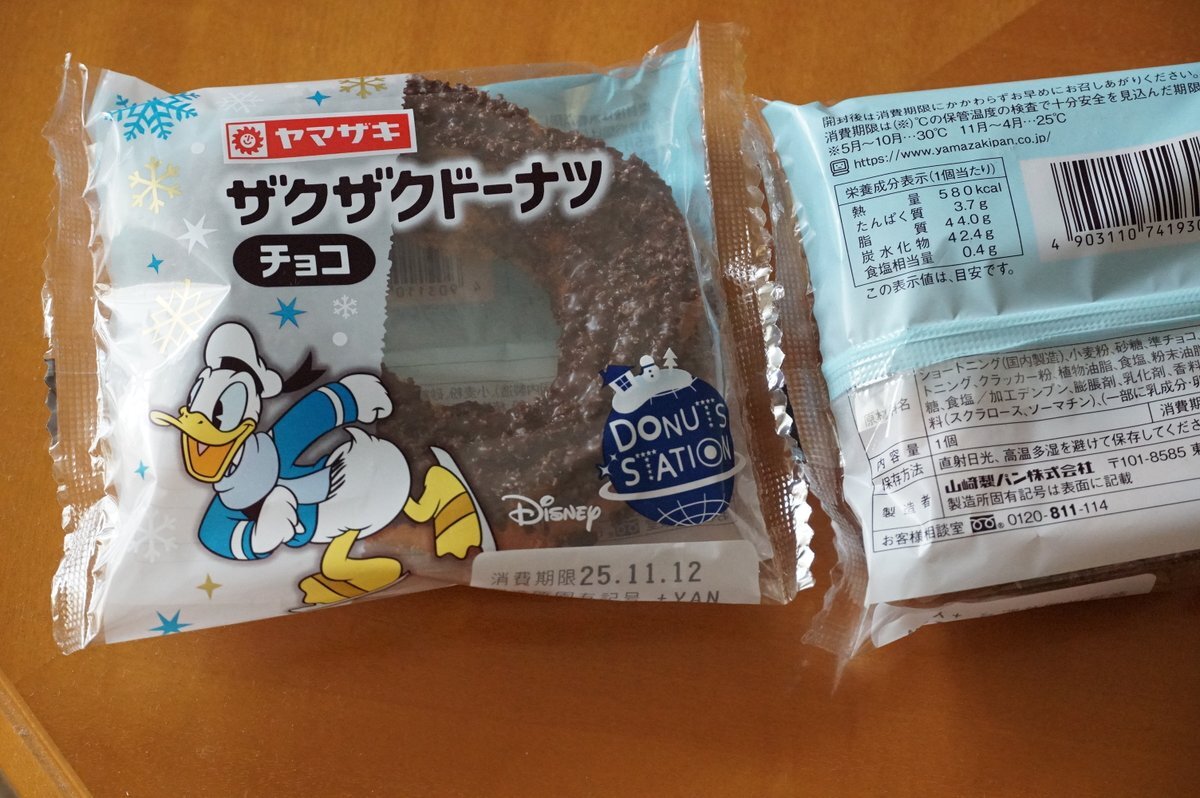 ヤマザキ
ザクザクドーナツ
チョコ
DONUTS
STATION
Disney
消費期限25.11.12
+YAN
開封後は消費期限にかかわらずお早めにお召しあがりください。
消費期限は(※)℃の保管温度の検査で十分安全を見込んだ期限
※5月~10月…30℃ 11月~4月…25℃
https://www.yamazakipan.co.jp/
栄養成分表示(1個当たり)
熱量 580kcal
たんぱく質 3.7g
脂質 44.0g
炭水化物 42.4g
食塩相当量 0.4g
この表示値は、目安です。
4 903110 74193
原材料名
ショートニング(国内製造)、小麦粉、砂糖、準チョコ
トニング、クラッカー粉、植物油脂、食塩、粉末油脂
糖、食塩/加工デンプン、膨脹剤、乳化剤、香料
料(スクラロース、ソーマチン)、(一部に乳成分・
内容量 1個 消費期
保存方法 直射日光、高温多湿を避けて保存してくださ
製造者 山崎製パン株式会社 〒101-8585 東
製造所固有記号は表面に記載
お客様相談室 0120-811-114